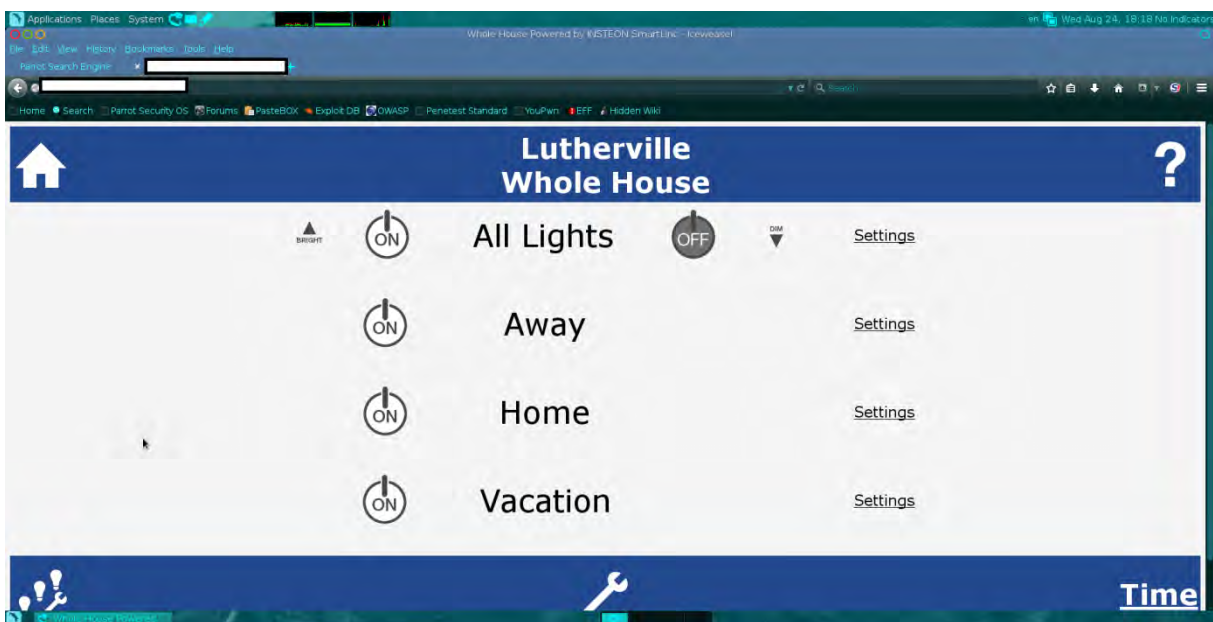 Applications Places System
en Wed Aug 24, 18:18 No Indicators
Whole House Powered by INSTEON SmartLinc - Iceweasel
File Edit View History Bookmarks Tools Help
Parrot Search Engine
Search
Home Search Parrot Security OS Forums PasteBOX Exploit DB OWASP Penetest Standard YouPwn EFF Hidden Wiki
Lutherville
Whole House
?
BRIGHT ON All Lights OFF DIM Settings
ON Away Settings
ON Home Settings
ON Vacation Settings
Time
Whole House Powered